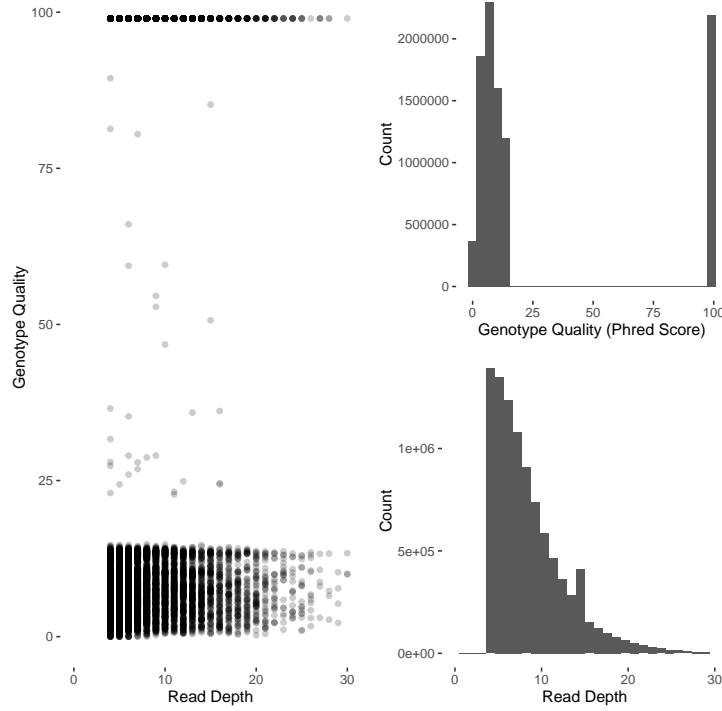 100
75
50
25
0
Genotype Quality
0 10 20 30
Read Depth
2000000
1500000
1000000
500000
0
Count
0 25 50 75 100
Genotype Quality (Phred Score)
1e+06
5e+05
0e+00
Count
0 10 20 30
Read Depth